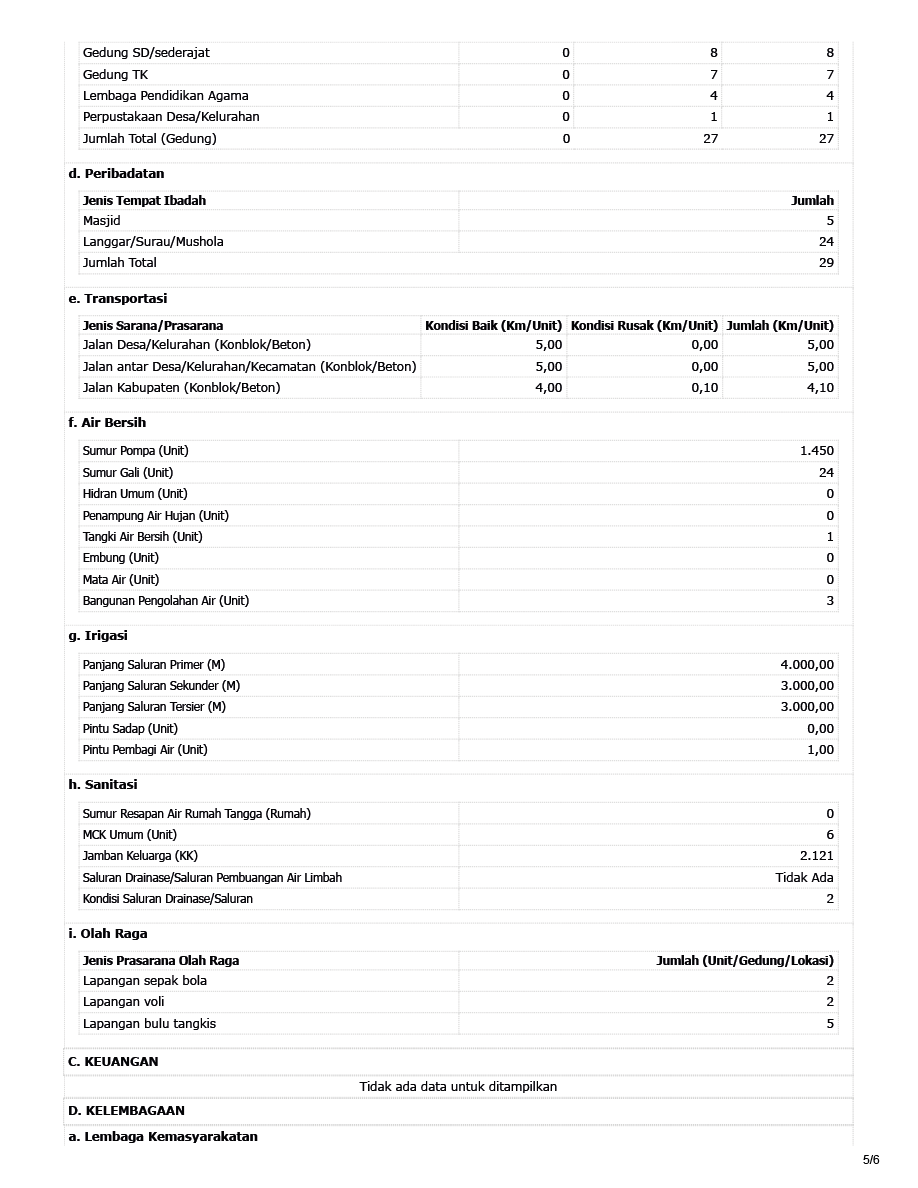 Gedung SD/sederajat 0 8 8
Gedung TK 0 7 7
Lembaga Pendidikan Agama 0 4 4
Perpustakaan Desa/Kelurahan 0 1 1
Jumlah Total (Gedung) 0 27 27
d. Peribadatan
Jenis Tempat Ibadah Jumlah
Masjid 5
Langgar/Surau/Mushola 24
Jumlah Total 29
e. Transportasi
Jenis Sarana/Prasarana Kondisi Baik (Km/Unit) Kondisi Rusak (Km/Unit) Jumlah (Km/Unit)
Jalan Desa/Kelurahan (Konblok/Beton) 5,00 0,00 5,00
Jalan antar Desa/Kelurahan/Kecamatan (Konblok/Beton) 5,00 0,00 5,00
Jalan Kabupaten (Konblok/Beton) 4,00 0,10 4,10
f. Air Bersih
Sumur Pompa (Unit) 1.450
Sumur Gali (Unit) 24
Hidran Umum (Unit) 0
Penampung Air Hujan (Unit) 0
Tangki Air Bersih (Unit) 1
Embung (Unit) 0
Mata Air (Unit) 0
Bangunan Pengolahan Air (Unit) 3
g. Irigasi
Panjang Saluran Primer (M) 4.000,00
Panjang Saluran Sekunder (M) 3.000,00
Panjang Saluran Tersier (M) 3.000,00
Pintu Sadap (Unit) 0,00
Pintu Pembagi Air (Unit) 1,00
h. Sanitasi
Sumur Resapan Air Rumah Tangga (Rumah) 0
MCK Umum (Unit) 6
Jamban Keluarga (KK) 2.121
Saluran Drainase/Saluran Pembuangan Air Limbah Tidak Ada
Kondisi Saluran Drainase/Saluran 2
i. Olah Raga
Jenis Prasarana Olah Raga Jumlah (Unit/Gedung/Lokasi)
Lapangan sepak bola 2
Lapangan voli 2
Lapangan bulu tangkis 5
C. KEUANGAN
Tidak ada data untuk ditampilkan
D. KELEMBAGAAN
a. Lembaga Kemasyarakatan
5/6